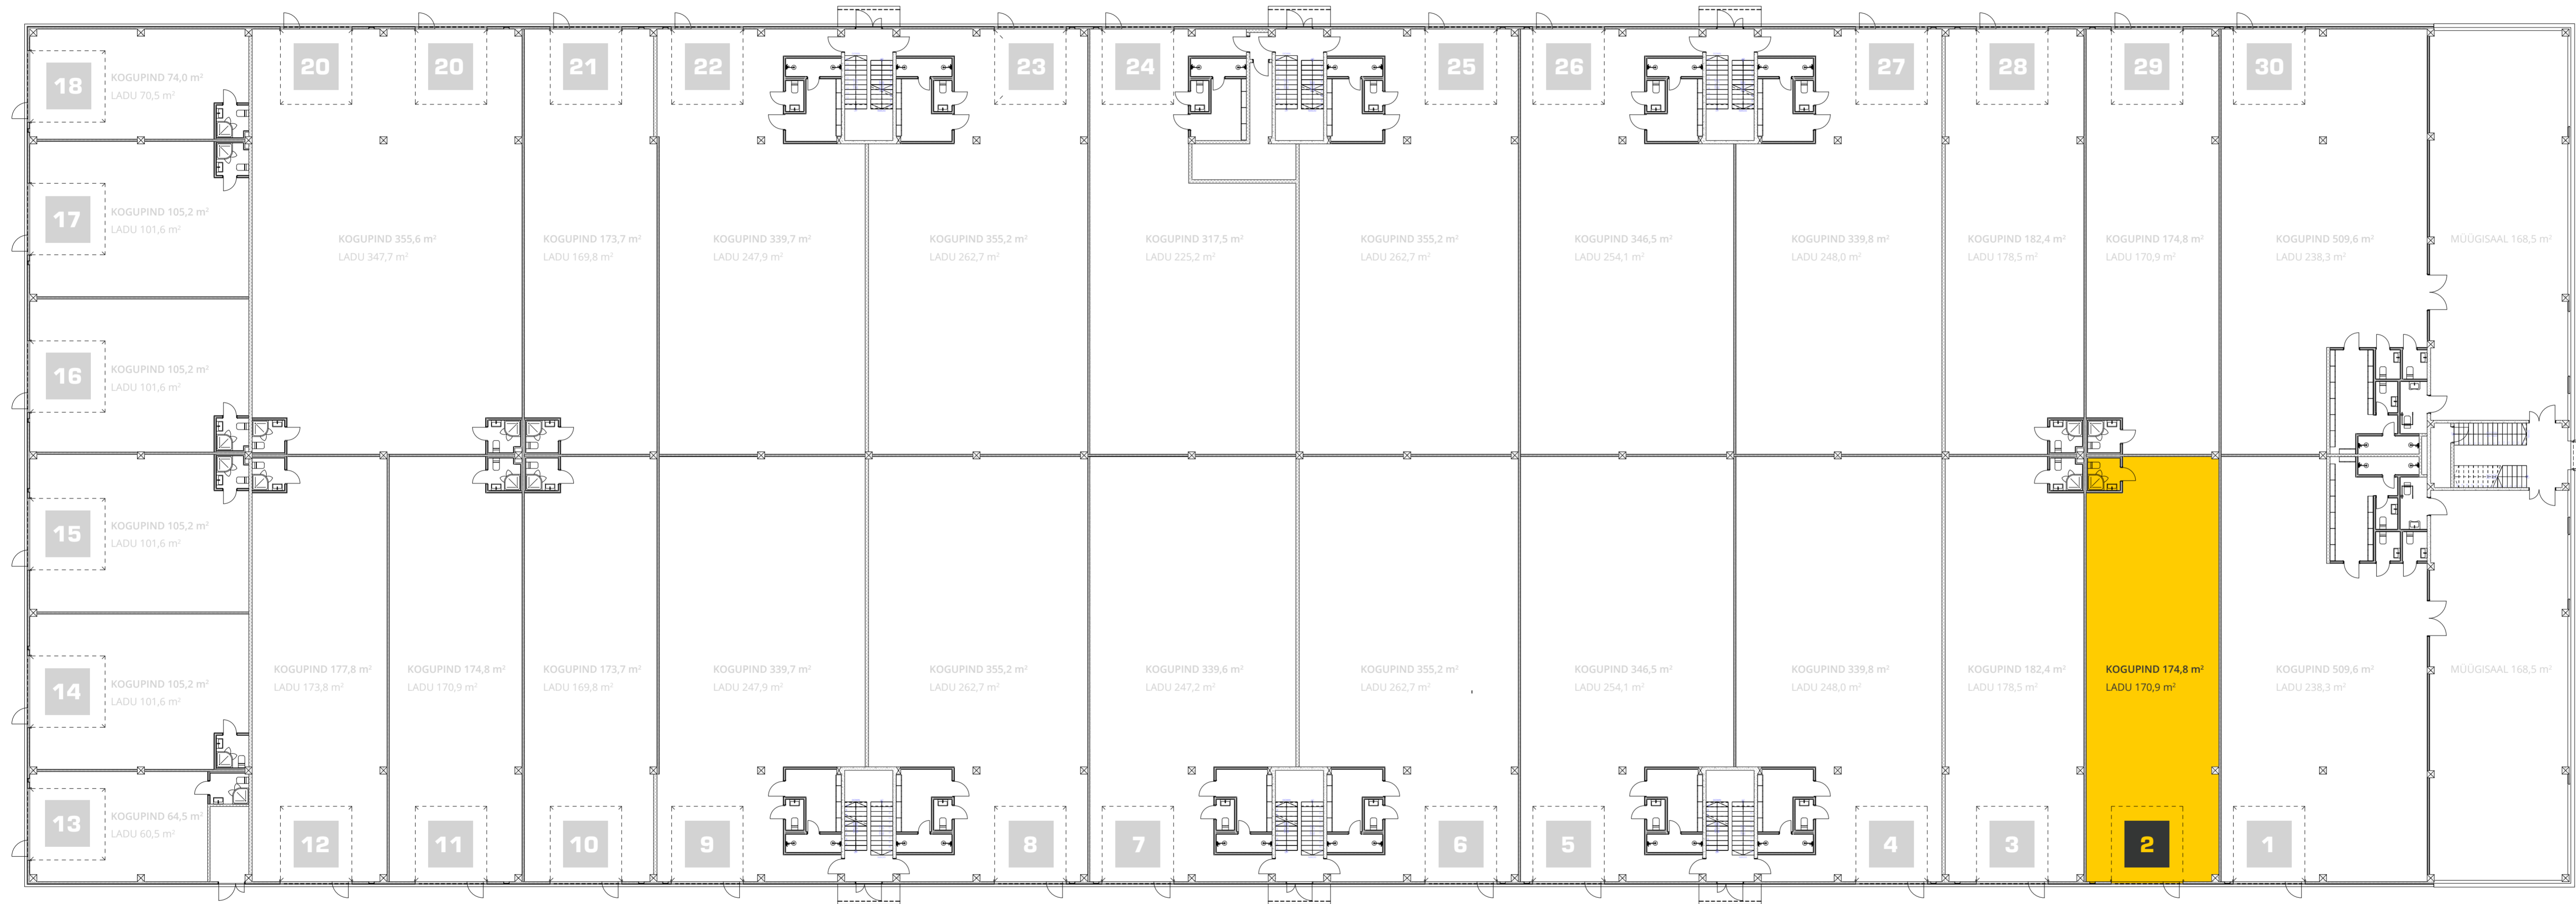 20
20
21
22
23
24
25
26
27
28
29
30
18
KOGUPIND 74,0 m²
LADU 70,5 m²
17
KOGUPIND 105,2 m²
LADU 101,6 m²
KOGUPIND 355,6 m²
LADU 347,7 m²
KOGUPIND 173,7 m²
LADU 169,8 m²
KOGUPIND 339,7 m²
LADU 247,9 m²
KOGUPIND 355,2 m²
LADU 262,7 m²
KOGUPIND 317,5 m²
LADU 225,2 m²
KOGUPIND 355,2 m²
LADU 262,7 m²
KOGUPIND 346,5 m²
LADU 254,1 m²
KOGUPIND 339,8 m²
LADU 248,0 m²
KOGUPIND 182,4 m²
LADU 178,5 m²
KOGUPIND 174,8 m²
LADU 170,9 m²
KOGUPIND 509,6 m²
LADU 238,3 m²
MÜÜGISAAL 168,5 m²
16
KOGUPIND 105,2 m²
LADU 101,6 m²
15
KOGUPIND 105,2 m²
LADU 101,6 m²
14
KOGUPIND 105,2 m²
LADU 101,6 m²
KOGUPIND 177,8 m²
LADU 173,8 m²
KOGUPIND 174,8 m²
LADU 170,9 m²
KOGUPIND 173,7 m²
LADU 169,8 m²
KOGUPIND 339,7 m²
LADU 247,9 m²
KOGUPIND 355,2 m²
LADU 262,7 m²
KOGUPIND 339,6 m²
LADU 247,2 m²
KOGUPIND 355,2 m²
LADU 262,7 m²
KOGUPIND 346,5 m²
LADU 254,1 m²
KOGUPIND 339,8 m²
LADU 248,0 m²
KOGUPIND 182,4 m²
LADU 178,5 m²
KOGUPIND 174,8 m²
LADU 170,9 m²
KOGUPIND 509,6 m²
LADU 238,3 m²
MÜÜGISAAL 168,5 m²
13
KOGUPIND 64,5 m²
LADU 60,5 m²
12
11
10
9
8
7
6
5
4
3
2
1